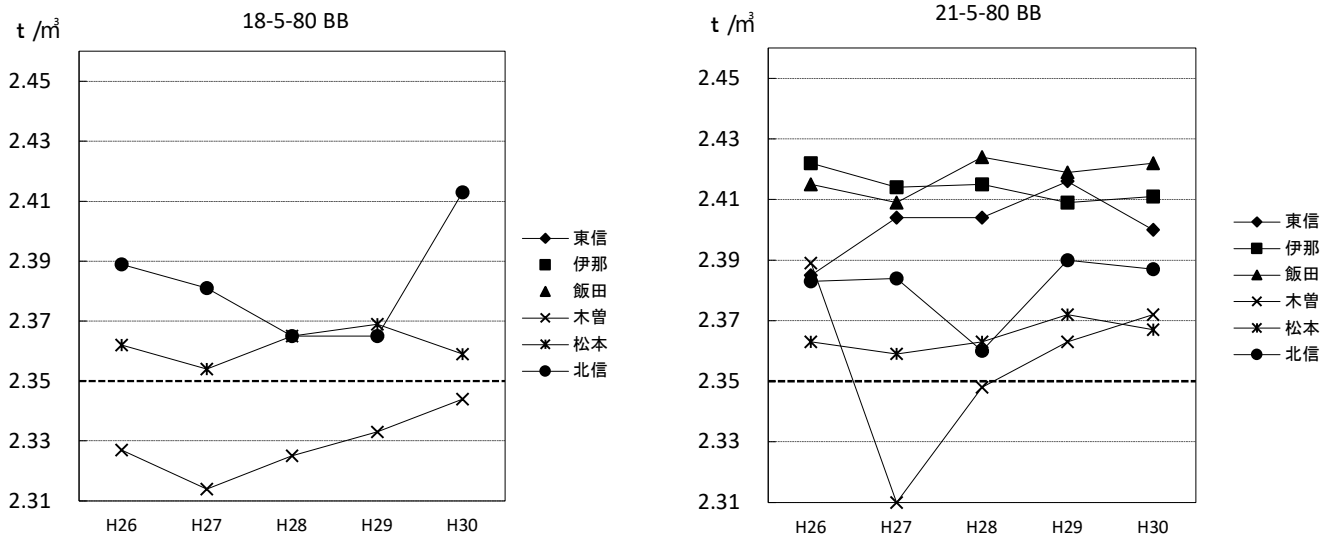 18-5-80 BB
t /㎥
2.45
2.43
2.41
2.39
2.37
2.35
2.33
2.31
H26 H27 H28 H29 H30
東信
伊那
飯田
木曽
松本
北信
21-5-80 BB
t /㎥
2.45
2.43
2.41
2.39
2.37
2.35
2.33
2.31
H26 H27 H28 H29 H30
東信
伊那
飯田
木曽
松本
北信